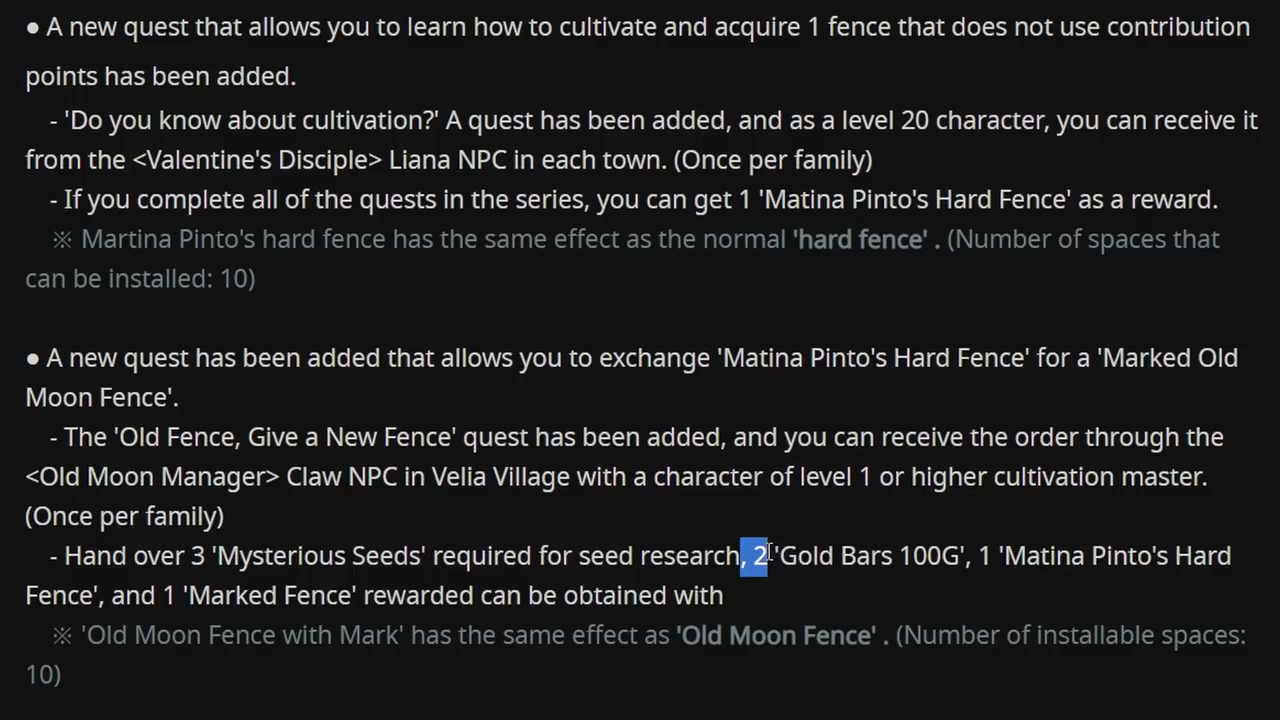 ● A new quest that allows you to learn how to cultivate and acquire 1 fence that does not use contribution
points has been added.
- 'Do you know about cultivation?' A quest has been added, and as a level 20 character, you can receive it
from the <Valentine's Disciple> Liana NPC in each town. (Once per family)
- If you complete all of the quests in the series, you can get 1 'Matina Pinto's Hard Fence' as a reward.
※ Martina Pinto's hard fence has the same effect as the normal 'hard fence' . (Number of spaces that
can be installed: 10)
● A new quest has been added that allows you to exchange 'Matina Pinto's Hard Fence' for a 'Marked Old
Moon Fence'.
- The 'Old Fence, Give a New Fence' quest has been added, and you can receive the order through the
<Old Moon Manager> Claw NPC in Velia Village with a character of level 1 or higher cultivation master.
(Once per family)
- Hand over 3 'Mysterious Seeds' required for seed research, 2 'Gold Bars 100G', 1 'Matina Pinto's Hard
Fence', and 1 'Marked Fence' rewarded can be obtained with
※ 'Old Moon Fence with Mark' has the same effect as 'Old Moon Fence' . (Number of installable spaces:
10)